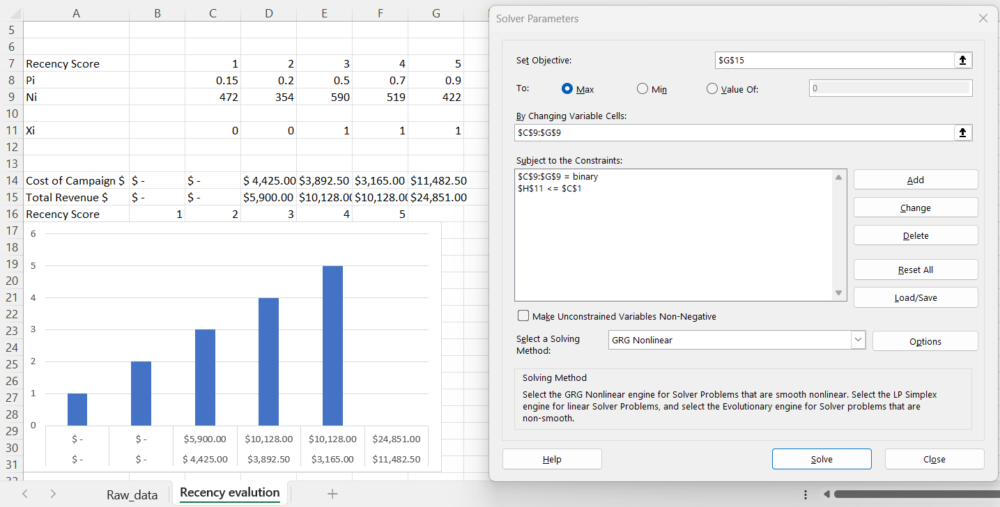 A B C D E F G
5
6
7 Recency Score 1 2 3 4 5
8 Pi 0.15 0.2 0.5 0.7 0.9
9 Ni 472 354 590 519 422
10
11 Xi 0 0 1 1 1
12
13
14 Cost of Campaign $ $ - $ - $ 4,425.00 $3,892.50 $3,165.00 $11,482.50
15 Total Revenue $ $ - $ - $5,900.00 $10,128.00 $10,128.00 $24,851.00
16 Recency Score 1 2 3 4 5
17
18
19
20
21
22
23
24
25
26
27
28
29
30
31
32
6
5
4
3
2
1
0
$ - $ - $5,900.00 $10,128.00 $10,128.00 $24,851.00
$ - $ - $ 4,425.00 $3,892.50 $3,165.00 $11,482.50
Raw_data Recency evalution
Solver Parameters
Set Objective: $G$15
To: Max Min Value Of: 0
By Changing Variable Cells:
$C$9:$G$9
Subject to the Constraints:
$C$9:$G$9 = binary
$H$11 <= $C$1
Add
Change
Delete
Reset All
Load/Save
Make Unconstrained Variables Non-Negative
Select a Solving
Method:
GRG Nonlinear
Options
Solving Method
Select the GRG Nonlinear engine for Solver Problems that are smooth nonlinear. Select the LP Simplex
engine for linear Solver Problems, and select the Evolutionary engine for Solver problems that are
non-smooth.
Help Solve Close